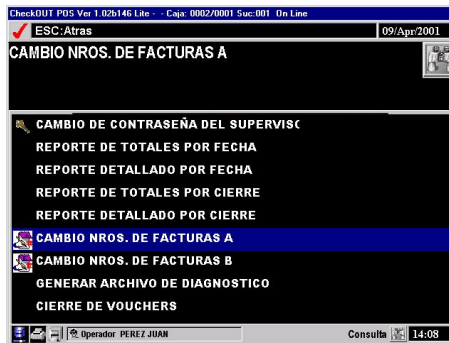 CheckOUT POS Ver 1.02b146 Lite - - Caja: 0002/0001 Suc:001 On Line
ESC:Atras 09/Apr/2001
CAMBIO NROS. DE FACTURAS A
CAMBIO DE CONTRASEÑA DEL SUPERVISO
REPORTE DE TOTALES POR FECHA
REPORTE DETALLADO POR FECHA
REPORTE DE TOTALES POR CIERRE
REPORTE DETALLADO POR CIERRE
CAMBIO NROS. DE FACTURAS A
CAMBIO NROS. DE FACTURAS B
GENERAR ARCHIVO DE DIAGNOSTICO
CIERRE DE VOUCHERS
Operador PEREZ JUAN Consulta 14:08